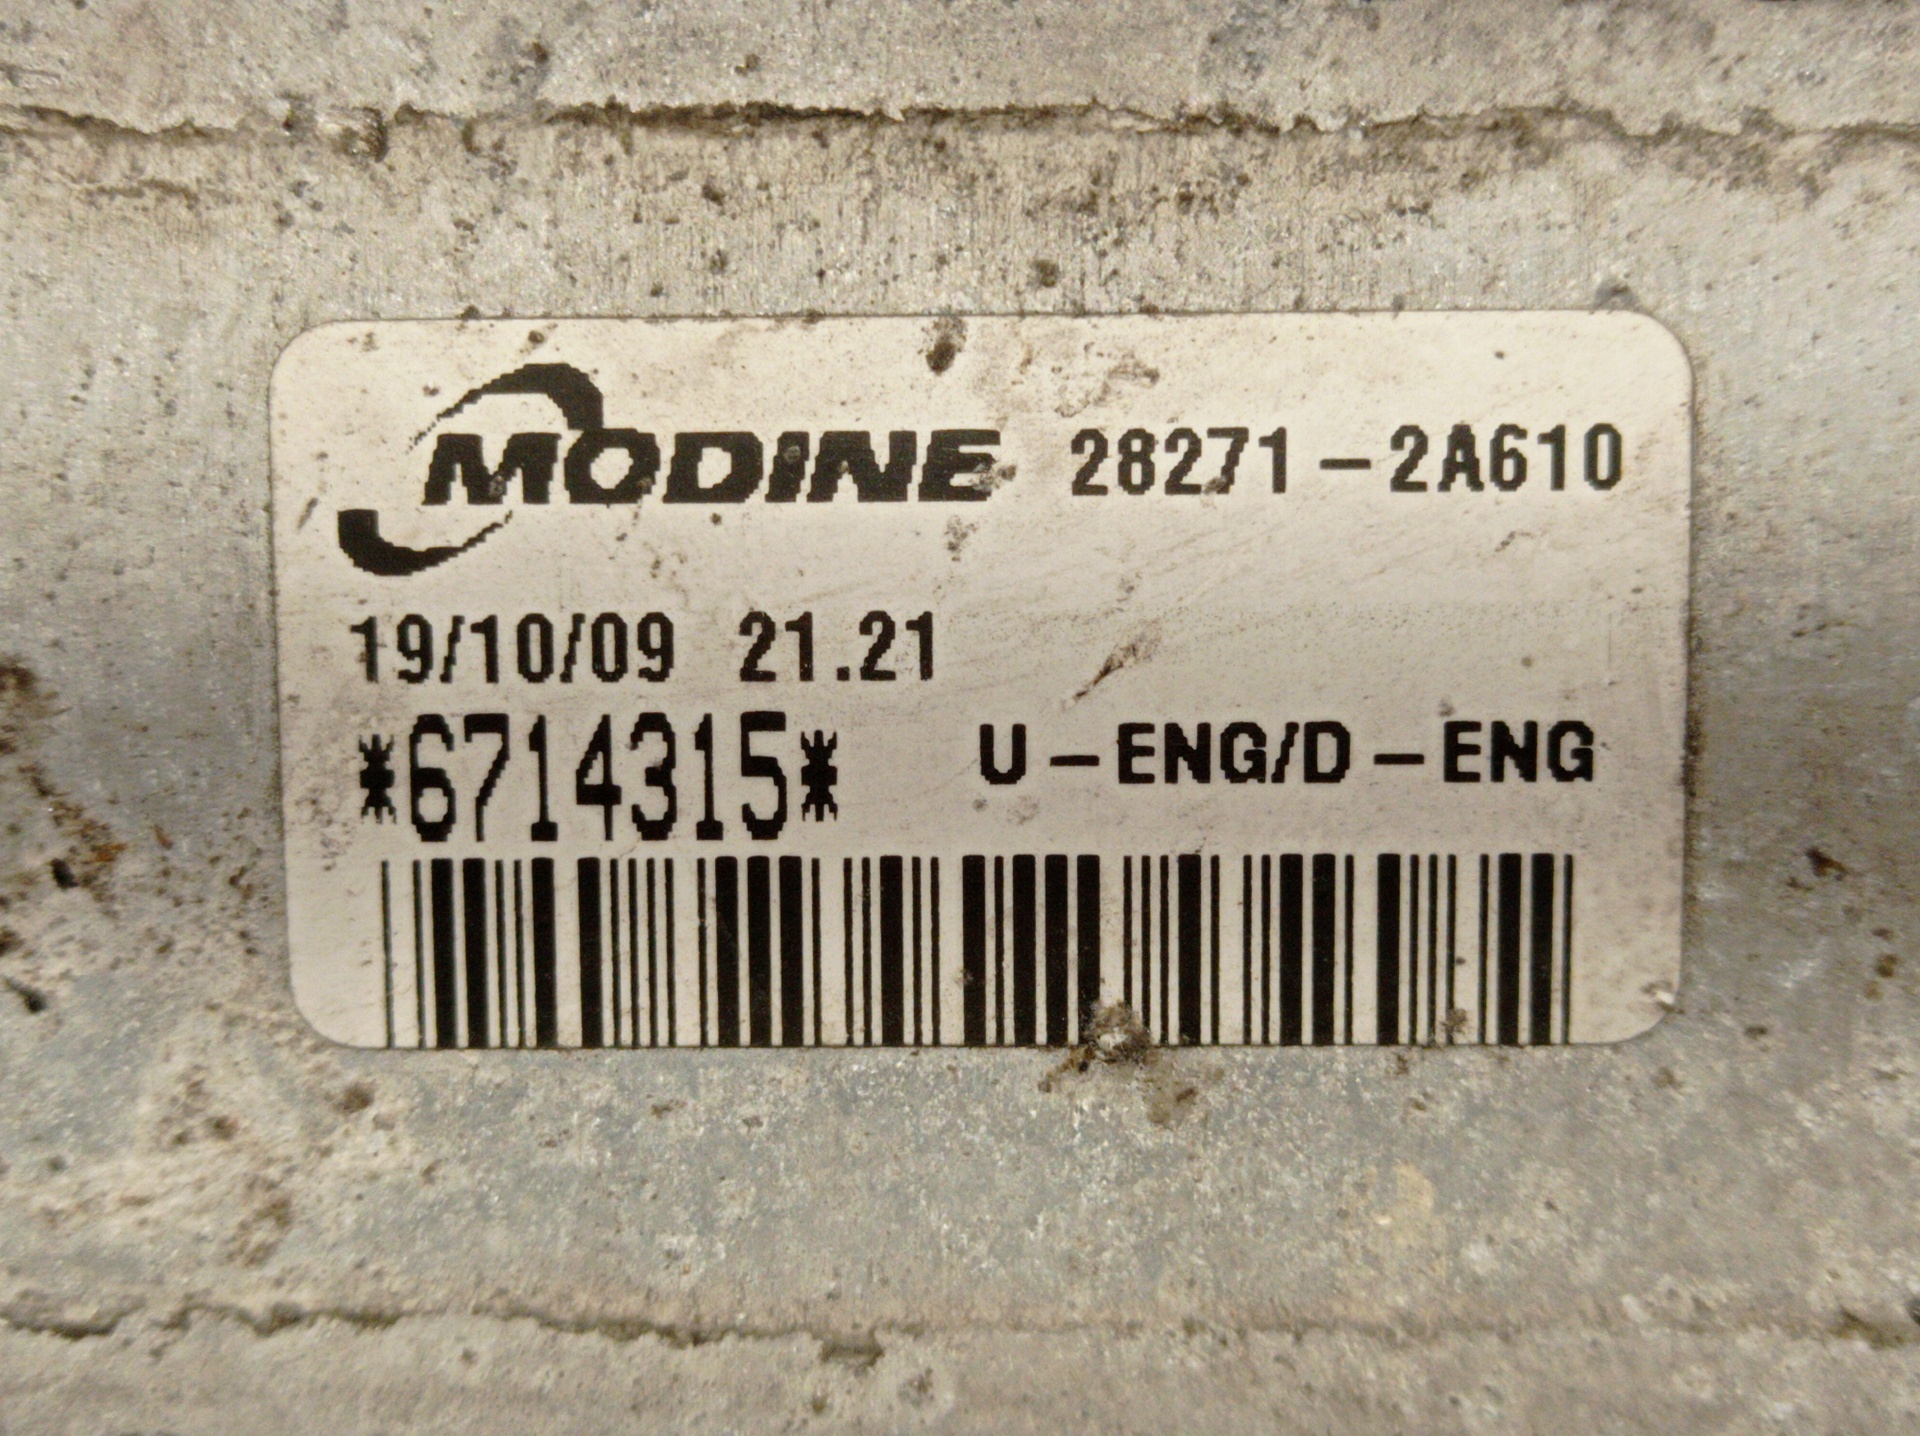 MODINE 28271-2A610
19/10/09 21.21
*6714315* U-ENG/D-ENG